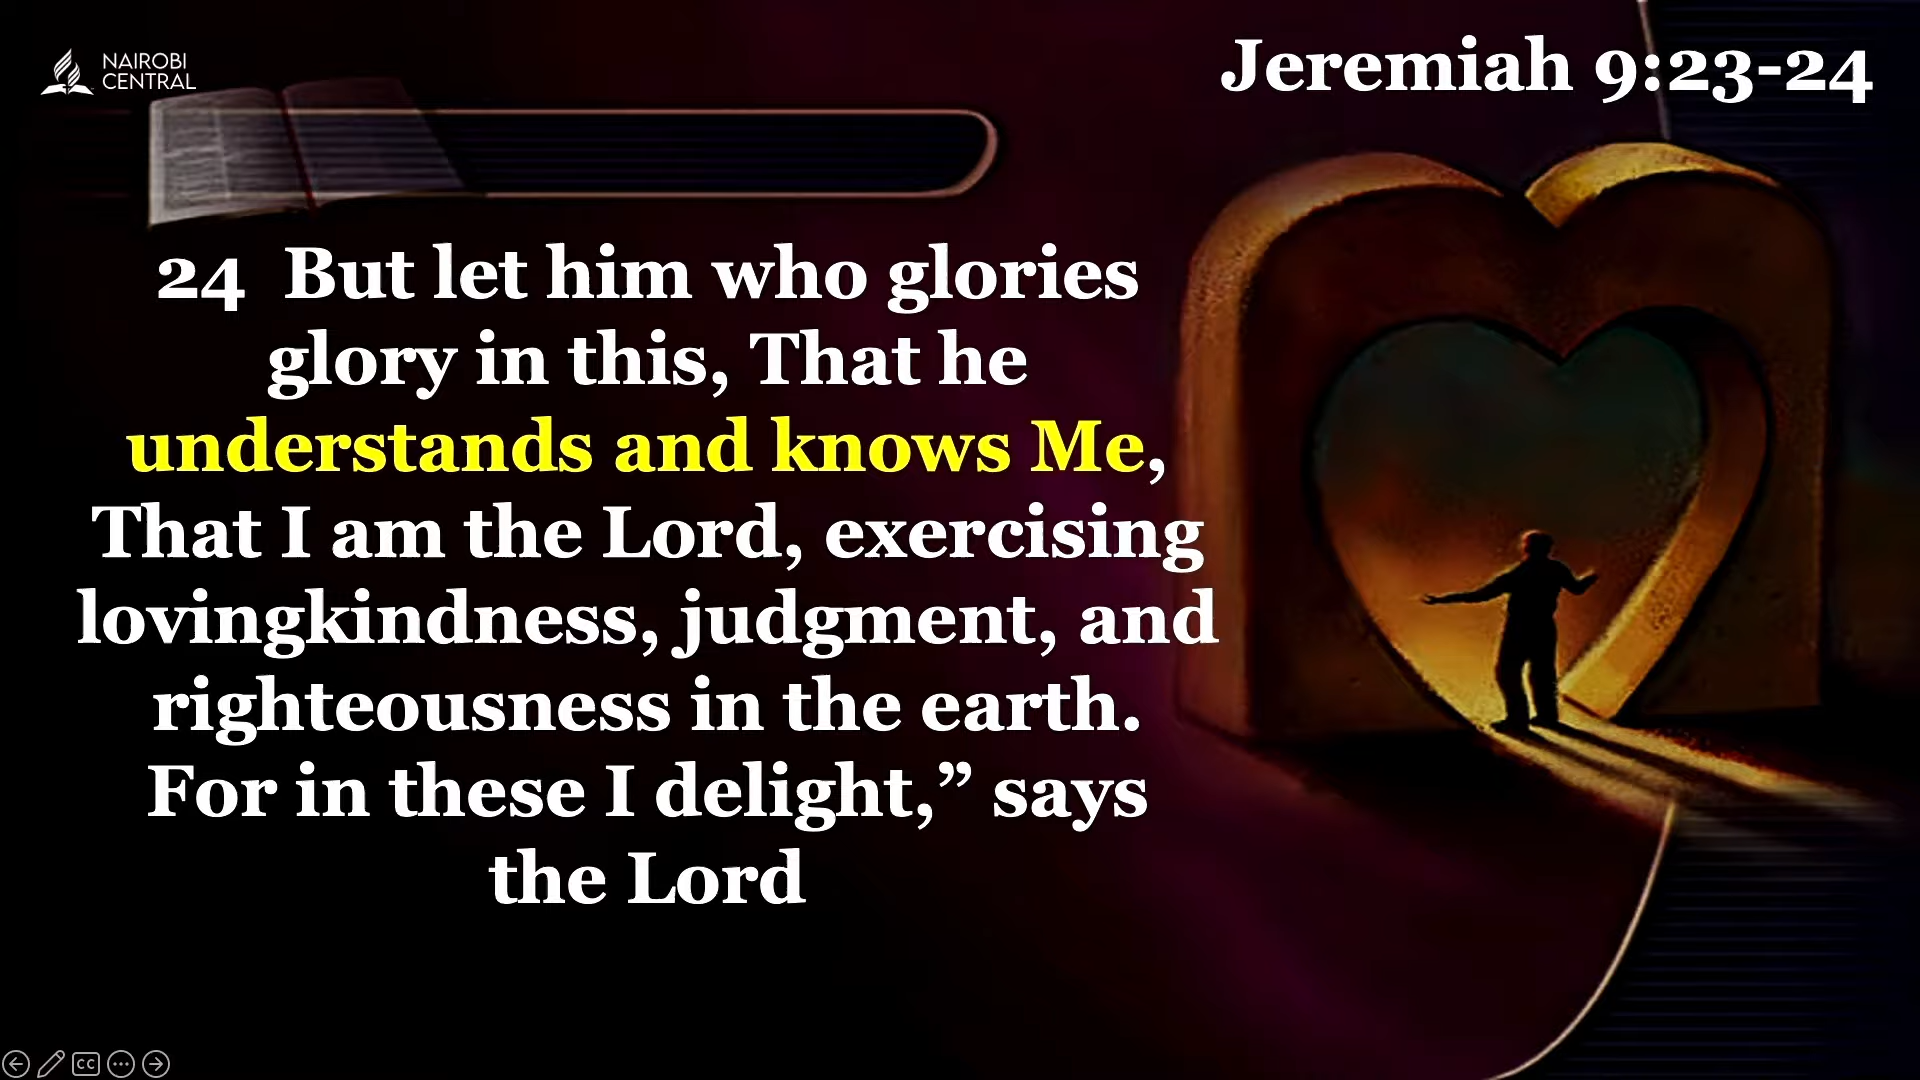 NAIROBI
CENTRAL
Jeremiah 9:23-24
24  But let him who glories
glory in this, That he
understands and knows Me,
That I am the Lord, exercising
lovingkindness, judgment, and
righteousness in the earth.
For in these I delight,” says
the Lord
CC